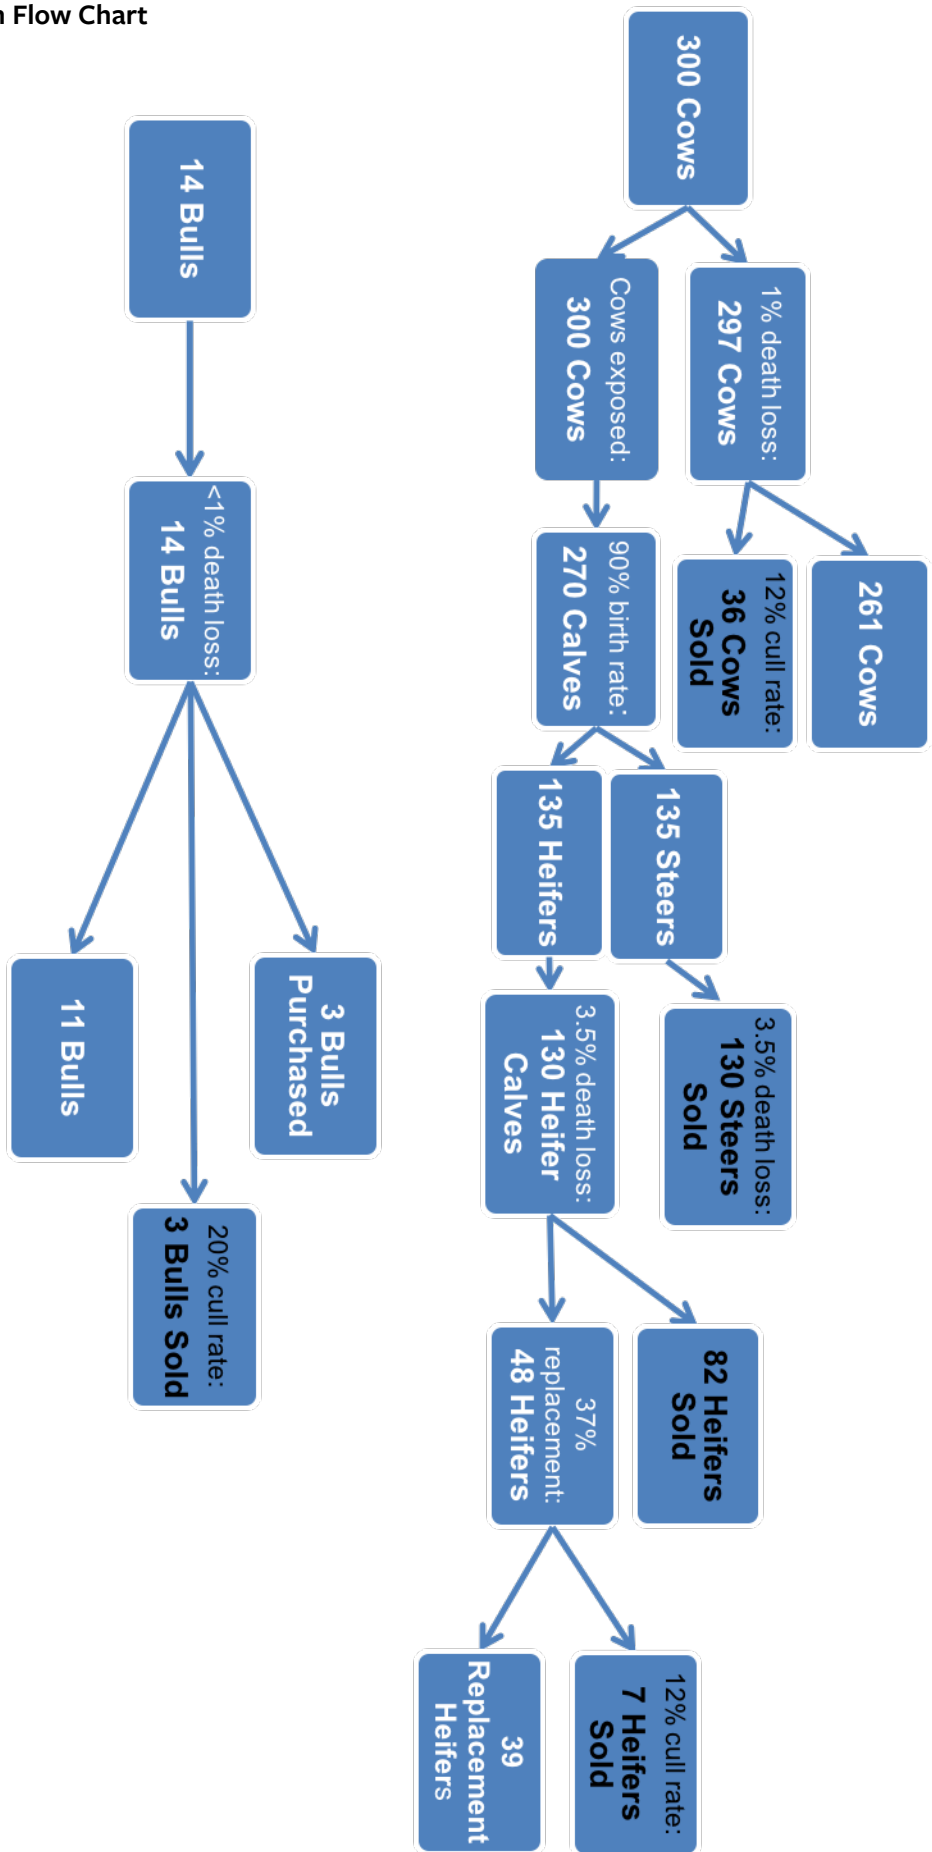 n Flow Chart
300 Cows
1% death loss:
297 Cows
Cows exposed:
300 Cows
261 Cows
12% cull rate:
36 Cows
Sold
90% birth rate:
270 Calves
135 Steers
135 Heifers
3.5% death loss:
130 Steers
Sold
3.5% death loss:
130 Heifer
Calves
82 Heifers
Sold
37%
replacement:
48 Heifers
12% cull rate:
7 Heifers
Sold
39
Replacement
Heifers
14 Bulls
<1% death loss:
14 Bulls
3 Bulls
Purchased
20% cull rate:
3 Bulls Sold
11 Bulls